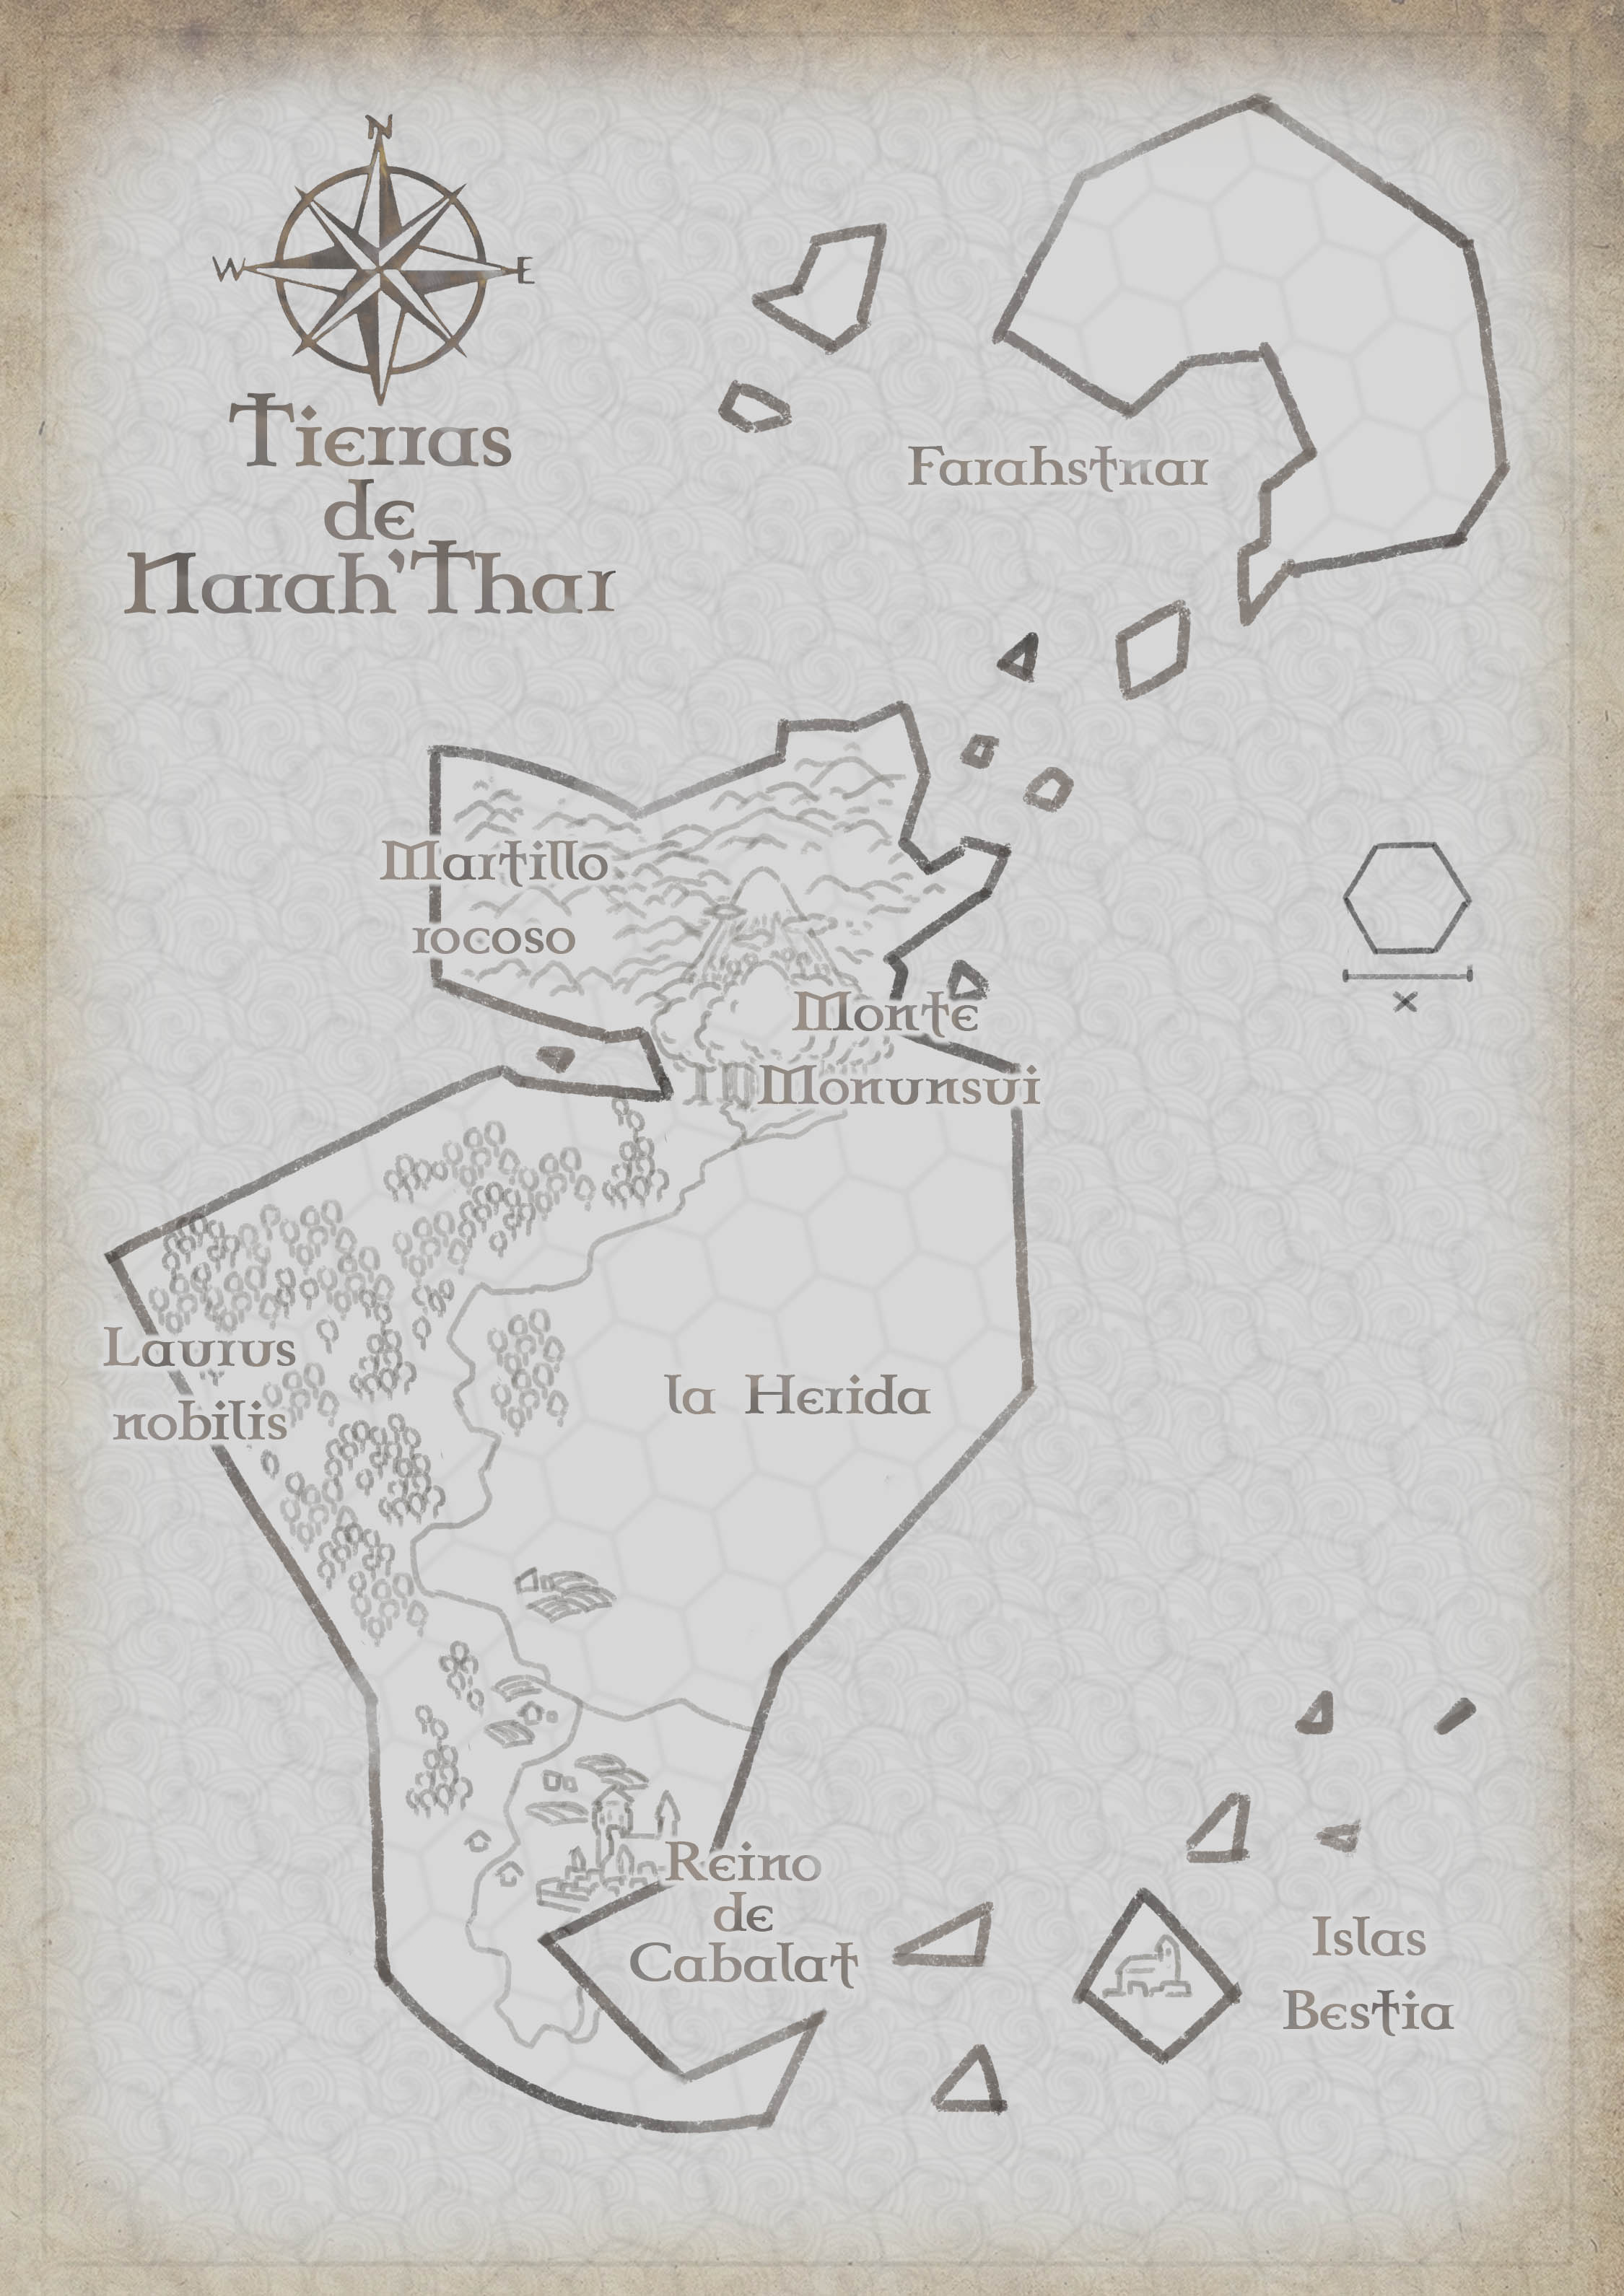 N
W E
Tierras
de
Narah'Thar
Farahstnar
Martillo
rocoso
Monte
Monunsui
Laurus
nobilis
la Herida
x
Reino
de
Cabalat
Islas
Bestia